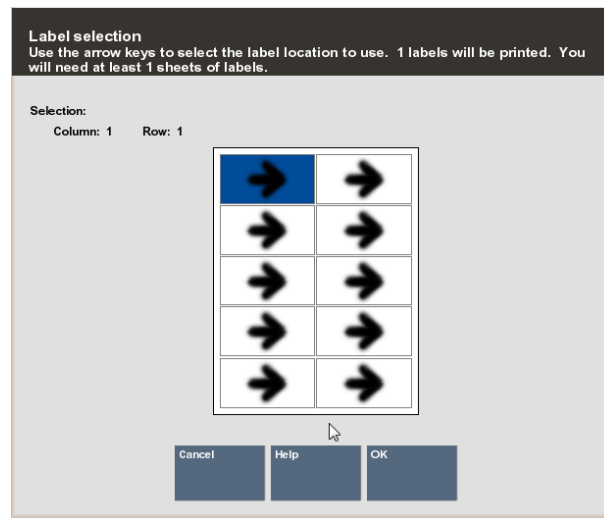 Label selection
Use the arrow keys to select the label location to use.  1 labels will be printed.  You
will need at least 1 sheets of labels.
Selection:
Column: 1 Row: 1
Cancel Help OK